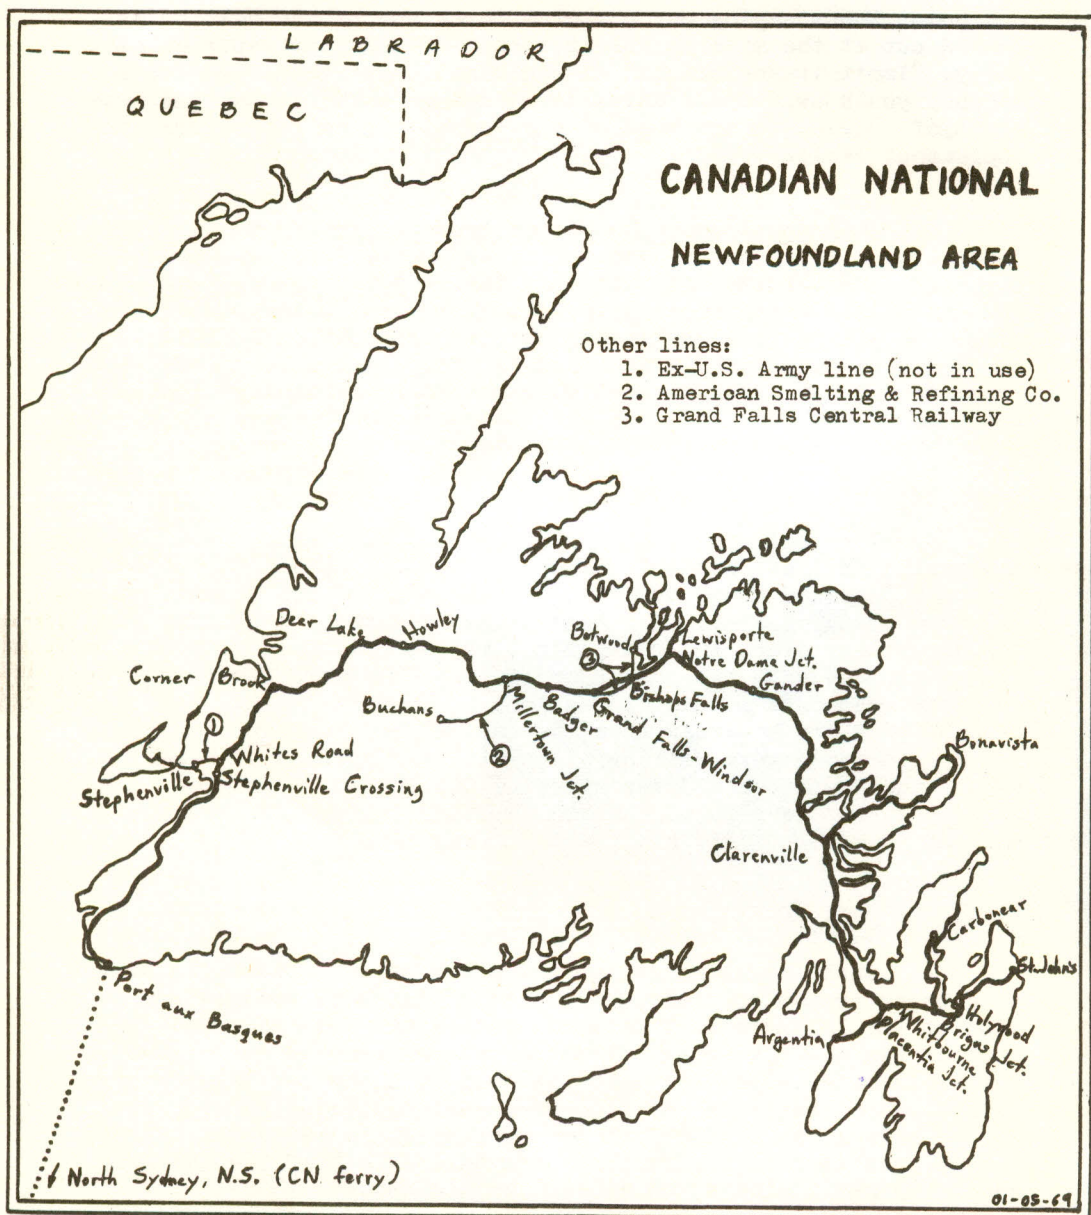 LABRADOR
QUEBEC
CANADIAN NATIONAL
NEWFOUNDLAND AREA
Other lines:
1. Ex-U.S. Army line (not in use)
2. American Smelting & Refining Co.
3. Grand Falls Central Railway
Deer Lake
Howley
Corner Brook
Botwood
Lewisporte
Notre Dame Jct.
3
Gander
Bishops Falls
Buchans
Badger
Grand Falls-Windsor
Millertown Jct.
1
2
Whites Road
Stephenville
Stephenville Crossing
Bonavista
Clarenville
Carbonear
St. John's
Port aux Basques
Holyrood
Brigus Jct.
Whitbourne
Placentia Jct.
Argentia
North Sydney, N.S. (CN ferry)
01-05-69